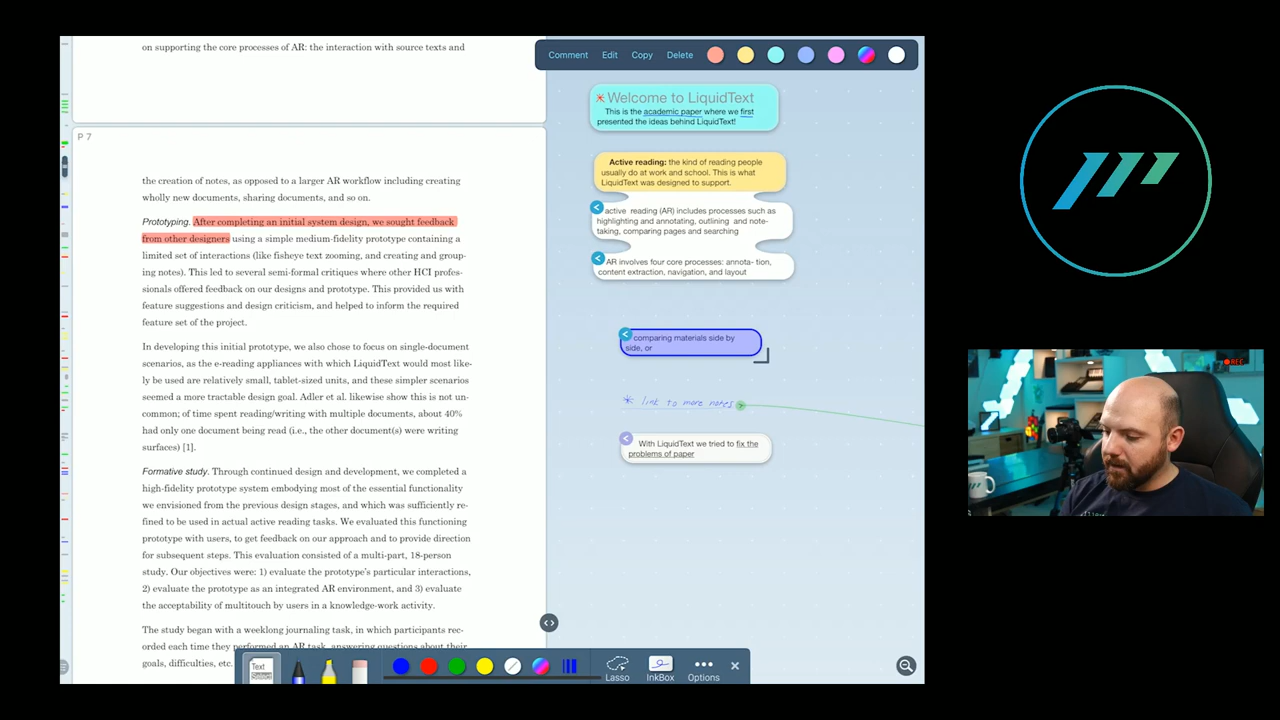 on supporting the core processes of AR: the interaction with source texts and
P 7
the creation of notes, as opposed to a larger AR workflow including creating
wholly new documents, sharing documents, and so on.
Prototyping. After completing an initial system design, we sought feedback
from other designers using a simple medium-fidelity prototype containing a
limited set of interactions (like fisheye text zooming, and creating and group-
ing notes). This led to several semi-formal critiques where other HCI profes-
sionals offered feedback on our designs and prototype. This provided us with
feature suggestions and design criticism, and helped to inform the required
feature set of the project.
In developing this initial prototype, we also chose to focus on single-document
scenarios, as the e-reading appliances with which LiquidText would most like-
ly be used are relatively small, tablet-sized units, and these simpler scenarios
seemed a more tractable design goal. Adler et al. likewise show this is not un-
common; of time spent reading/writing with multiple documents, about 40%
had only one document being read (i.e., the other document(s) were writing
surfaces) [1].
Formative study. Through continued design and development, we completed a
high-fidelity prototype system embodying most of the essential functionality
we envisioned from the previous design stages, and which was sufficiently re-
fined to be used in actual active reading tasks. We evaluated this functioning
prototype with users, to get feedback on our approach and to provide direction
for subsequent steps. This evaluation consisted of a multi-part, 18-person
study. Our objectives were: 1) evaluate the prototype's particular interactions,
2) evaluate the prototype as an integrated AR environment, and 3) evaluate
the acceptability of multitouch by users in a knowledge-work activity.
The study began with a weeklong journaling task, in which participants rec-
orded each time they performed an AR task, answering questions about their
goals, difficulties, etc.
Comment Edit Copy Delete
Welcome to LiquidText
This is the academic paper where we first
presented the ideas behind LiquidText!
Active reading: the kind of reading people
usually do at work and school. This is what
LiquidText was designed to support.
active reading (AR) includes processes such as
highlighting and annotating, outlining and note-
taking, comparing pages and searching
AR involves four core processes: annota- tion,
content extraction, navigation, and layout
comparing materials side by
side, or
link to more notes
With LiquidText we tried to fix the
problems of paper
Text
Lasso InkBox Options
REC